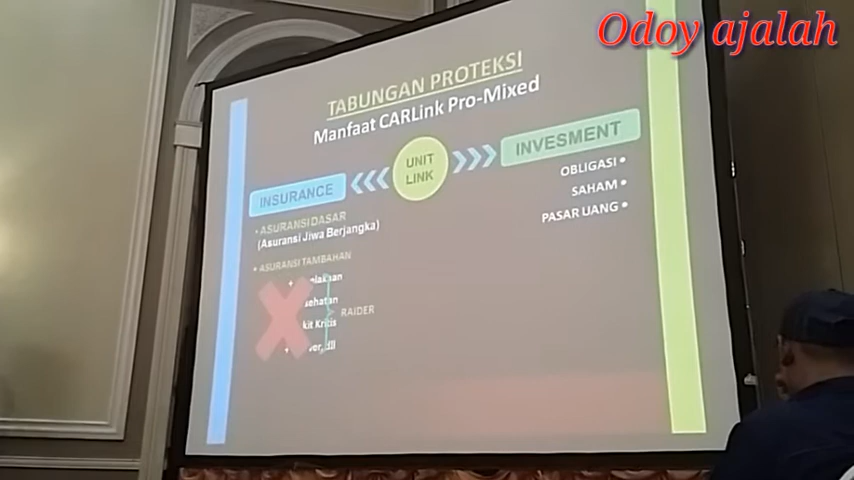 Odoy ajalah
TABUNGAN PROTEKSI
Manfaat CARLink Pro-Mixed
INSURANCE
UNIT
LINK
INVESMENT
• ASURANSI DASAR
(Asuransi Jiwa Berjangka)
• ASURANSI TAMBAHAN
RAIDER
dll
OBLIGASI •
SAHAM •
PASAR UANG •